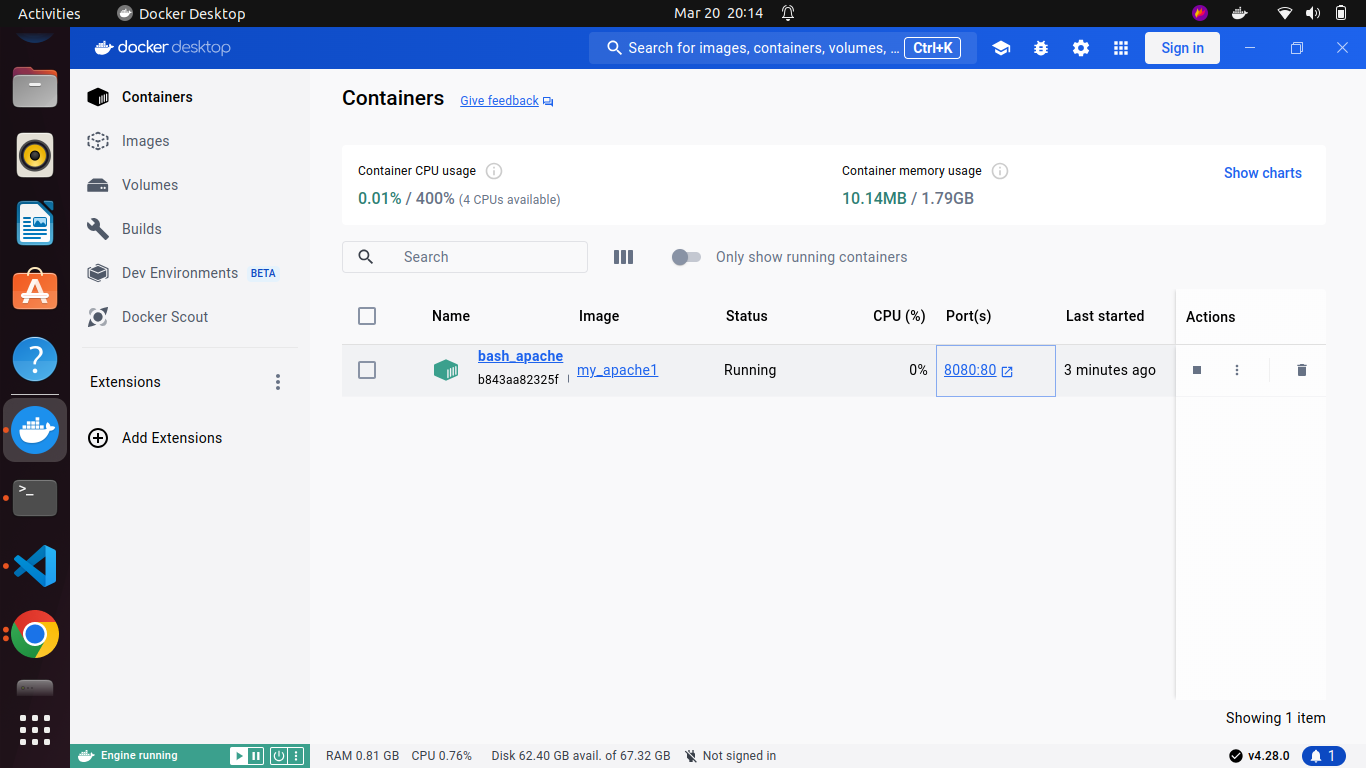 Activities Docker Desktop Mar 20 20:14
docker desktop Search for images, containers, volumes, ... Ctrl+K Sign in
Containers
Images
Volumes
Builds
Dev Environments BETA
Docker Scout
Extensions
Add Extensions
Containers Give feedback
Container CPU usage
0.01% / 400% (4 CPUs available)
Container memory usage
10.14MB / 1.79GB
Show charts
Search Only show running containers
Name Image Status CPU (%) Port(s) Last started Actions
bash_apache
b843aa82325f
my_apache1 Running 0% 8080:80 3 minutes ago
Showing 1 item
Engine running RAM 0.81 GB CPU 0.76% Disk 62.40 GB avail. of 67.32 GB Not signed in v4.28.0 1